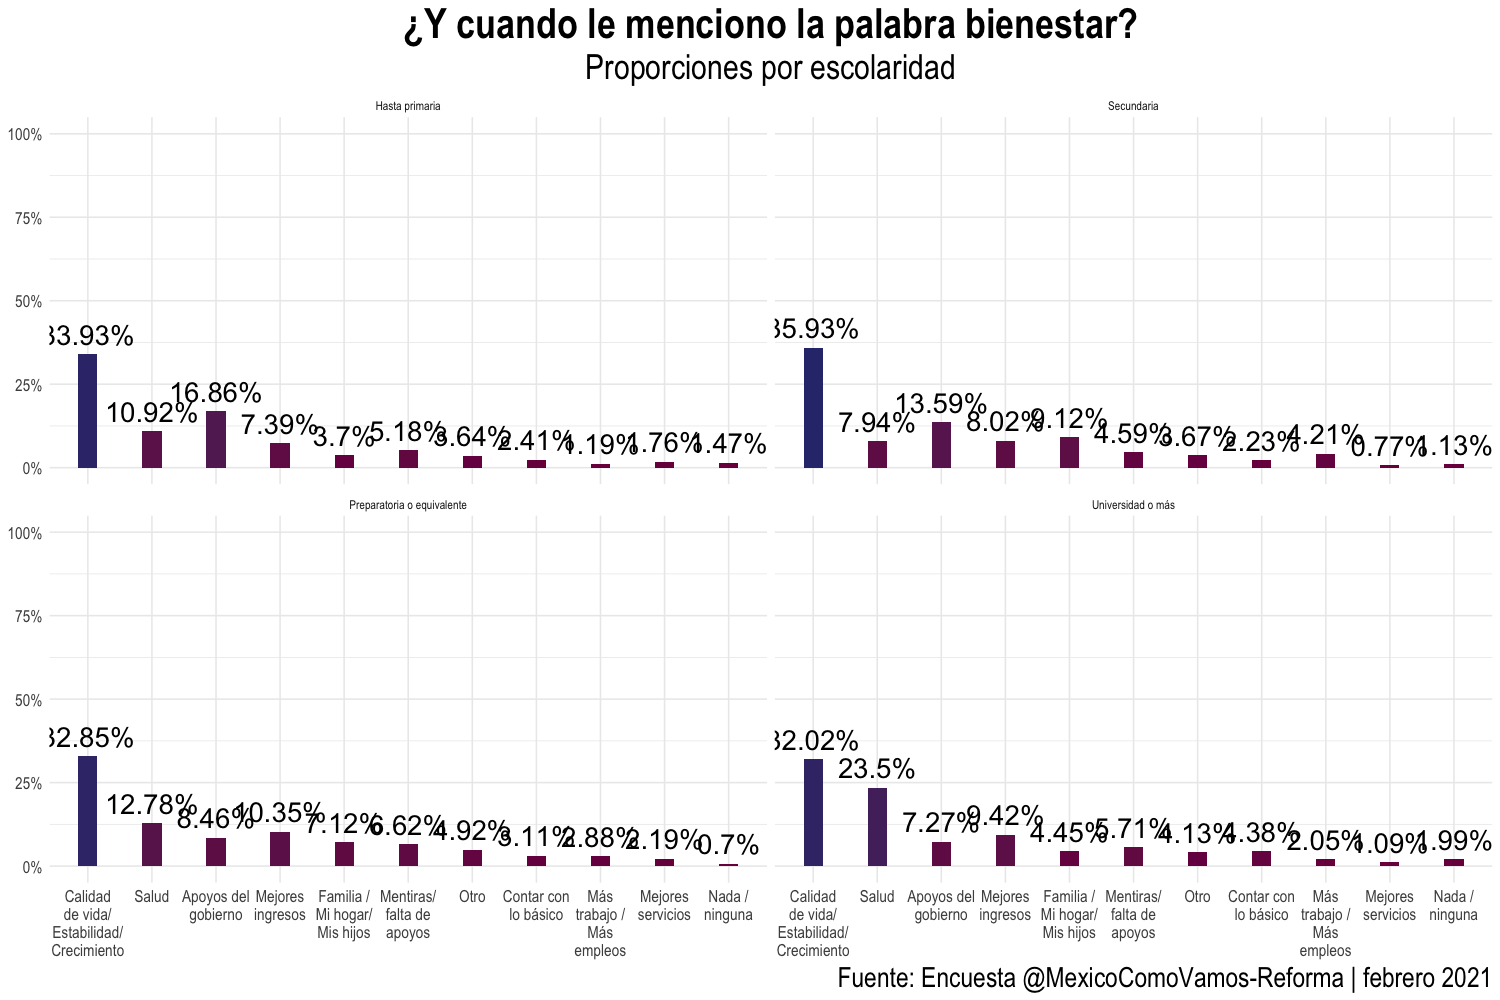 ¿Y cuando le menciono la palabra bienestar?
Proporciones por escolaridad
Hasta primaria
100%
75%
50%
25%
0%
33.93%
10.92%
16.86%
7.39%
3.7%
5.18%
3.64%
2.41%
1.19%
1.76%
1.47%
Secundaria
35.93%
7.94%
13.59%
8.02%
9.12%
4.59%
3.67%
2.23%
4.21%
0.77%
1.13%
Preparatoria o equivalente
100%
75%
50%
25%
0%
32.85%
12.78%
8.46%
10.35%
7.12%
6.62%
4.92%
3.11%
2.88%
2.19%
0.7%
Calidad
de vida/
Estabilidad/
Crecimiento
Salud
Apoyos del
gobierno
Mejores
ingresos
Familia /
Mi hogar/
Mis hijos
Mentiras/
falta de
apoyos
Otro
Contar con
lo básico
Más
trabajo /
Más
empleos
Mejores
servicios
Nada /
ninguna
Universidad o más
32.02%
23.5%
7.27%
9.42%
4.45%
5.71%
4.13%
4.38%
2.05%
1.09%
1.99%
Calidad
de vida/
Estabilidad/
Crecimiento
Salud
Apoyos del
gobierno
Mejores
ingresos
Familia /
Mi hogar/
Mis hijos
Mentiras/
falta de
apoyos
Otro
Contar con
lo básico
Más
trabajo /
Más
empleos
Mejores
servicios
Nada /
ninguna
Fuente: Encuesta @MexicoComoVamos-Reforma | febrero 2021